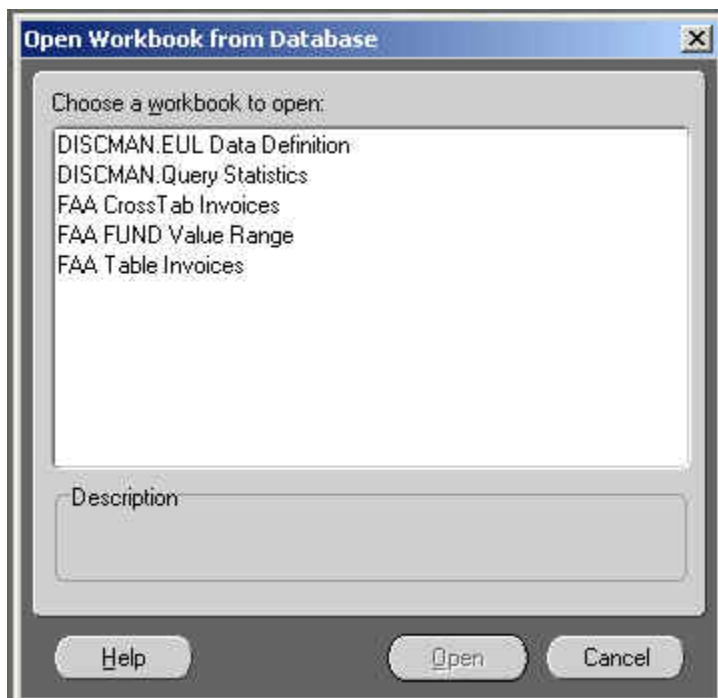 Open Workbook from Database
Choose a workbook to open:
DISCMAN.EUL Data Definition
DISCMAN.Query Statistics
FAA CrossTab Invoices
FAA FUND Value Range
FAA Table Invoices
Description
Help Open Cancel